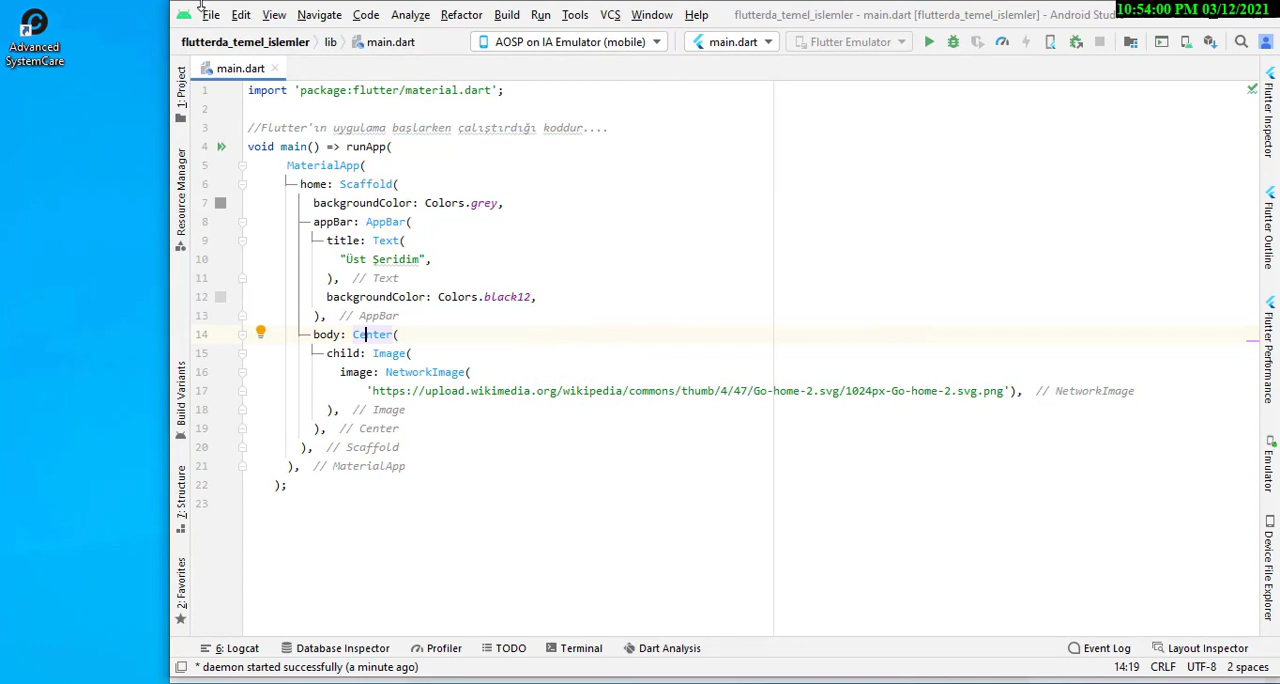 10:54:00 PM 03/12/2021
File Edit View Navigate Code Analyze Refactor Build Run Tools VCS Window Help flutterda_temel_islemler - main.dart [flutterda_temel_islemler] - Android Stu
Advanced
SystemCare
flutterda_temel_islemler lib main.dart AOSP on IA Emulator (mobile) main.dart Flutter Emulator
main.dart
1: Project
Resource Manager
Build Variants
7: Structure
2: Favorites
1 import 'package:flutter/material.dart';
2
3 //Flutter'ın uygulama başlarken çalıştırdığı koddur....
4 void main() => runApp(
5 MaterialApp(
6 home: Scaffold(
7 backgroundColor: Colors.grey,
8 appBar: AppBar(
9 title: Text(
10 "Üst Şeridim",
11 ), // Text
12 backgroundColor: Colors.black12,
13 ), // AppBar
14 body: Center(
15 child: Image(
16 image: NetworkImage(
17 'https://upload.wikimedia.org/wikipedia/commons/thumb/4/47/Go-home-2.svg/1024px-Go-home-2.svg.png'), // NetworkImage
18 ), // Image
19 ), // Center
20 ), // Scaffold
21 ), // MaterialApp
22 );
23
Flutter Inspector
Flutter Outline
Flutter Performance
Emulator
Device File Explorer
6: Logcat Database Inspector Profiler TODO Terminal Dart Analysis Event Log Layout Inspector
* daemon started successfully (a minute ago) 14:19 CRLF UTF-8 2 spaces